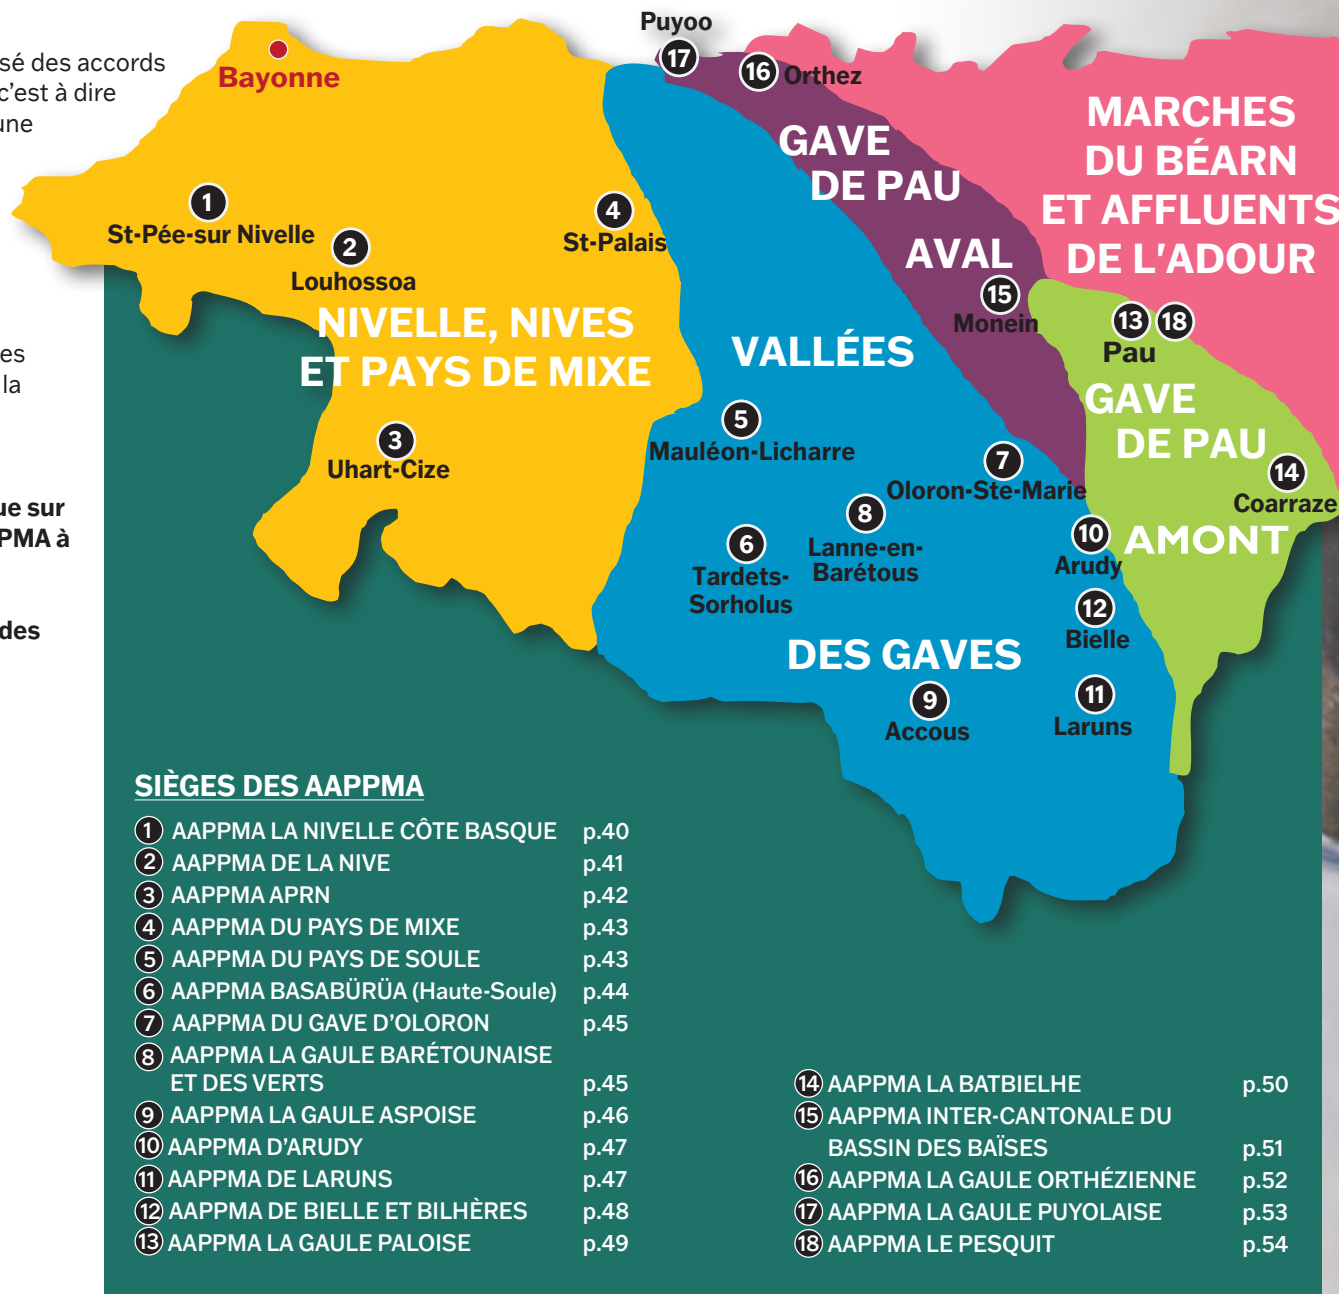 sé des accords
c'est à dire
une
es
la
ue sur
PMA à
des
Puyoo
17
16 Orthez
Bayonne
GAVE
DE PAU
AVAL
MARCHES
DU BÉARN
ET AFFLUENTS
DE L'ADOUR
1
St-Pée-sur Nivelle
2
Louhossoa
4
St-Palais
NIVELLE, NIVES
ET PAYS DE MIXE
3
Uhart-Cize
15
Monein
13 18
Pau
VALLÉES
GAVE
DE PAU
AMONT
5
Mauléon-Licharre
7
Oloron-Ste-Marie
14
Coarraze
8
Lanne-en-
Barétous
6
Tardets-
Sorholus
10
Arudy
12
Bielle
DES GAVES
9
Accous
11
Laruns
SIÈGES DES AAPPMA
1 AAPPMA LA NIVELLE CÔTE BASQUE p.40
2 AAPPMA DE LA NIVE p.41
3 AAPPMA APRN p.42
4 AAPPMA DU PAYS DE MIXE p.43
5 AAPPMA DU PAYS DE SOULE p.43
6 AAPPMA BASABÜRÜA (Haute-Soule) p.44
7 AAPPMA DU GAVE D'OLORON p.45
8 AAPPMA LA GAULE BARÉTOUNAISE
ET DES VERTS p.45
9 AAPPMA LA GAULE ASPOISE p.46
10 AAPPMA D'ARUDY p.47
11 AAPPMA DE LARUNS p.47
12 AAPPMA DE BIELLE ET BILHÈRES p.48
13 AAPPMA LA GAULE PALOISE p.49
14 AAPPMA LA BATBIELHE p.50
15 AAPPMA INTER-CANTONALE DU
BASSIN DES BAÏSES p.51
16 AAPPMA LA GAULE ORTHÉZIENNE p.52
17 AAPPMA LA GAULE PUYOLAISE p.53
18 AAPPMA LE PESQUIT p.54